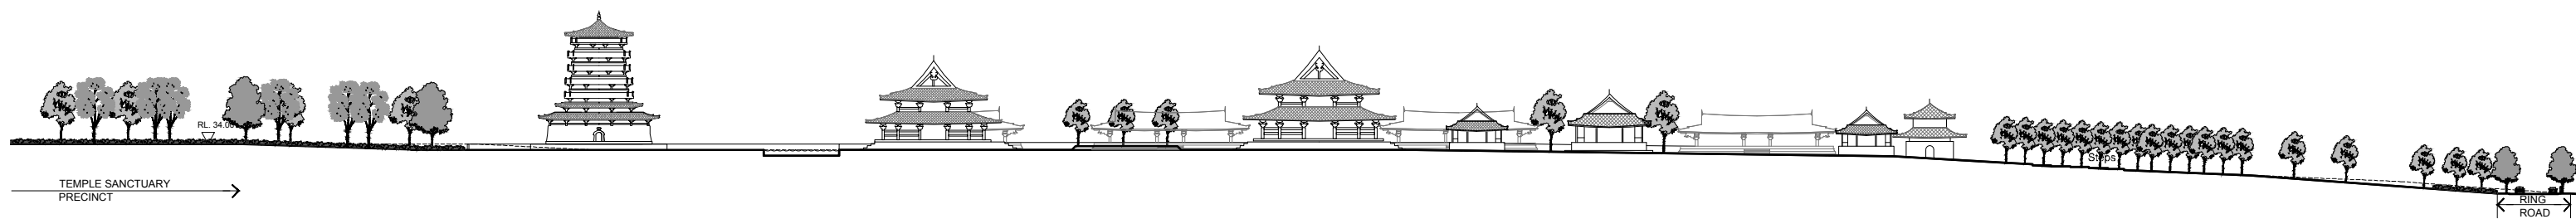 RL. 34.00
Steps
TEMPLE SANCTUARY
PRECINCT
RING
ROAD